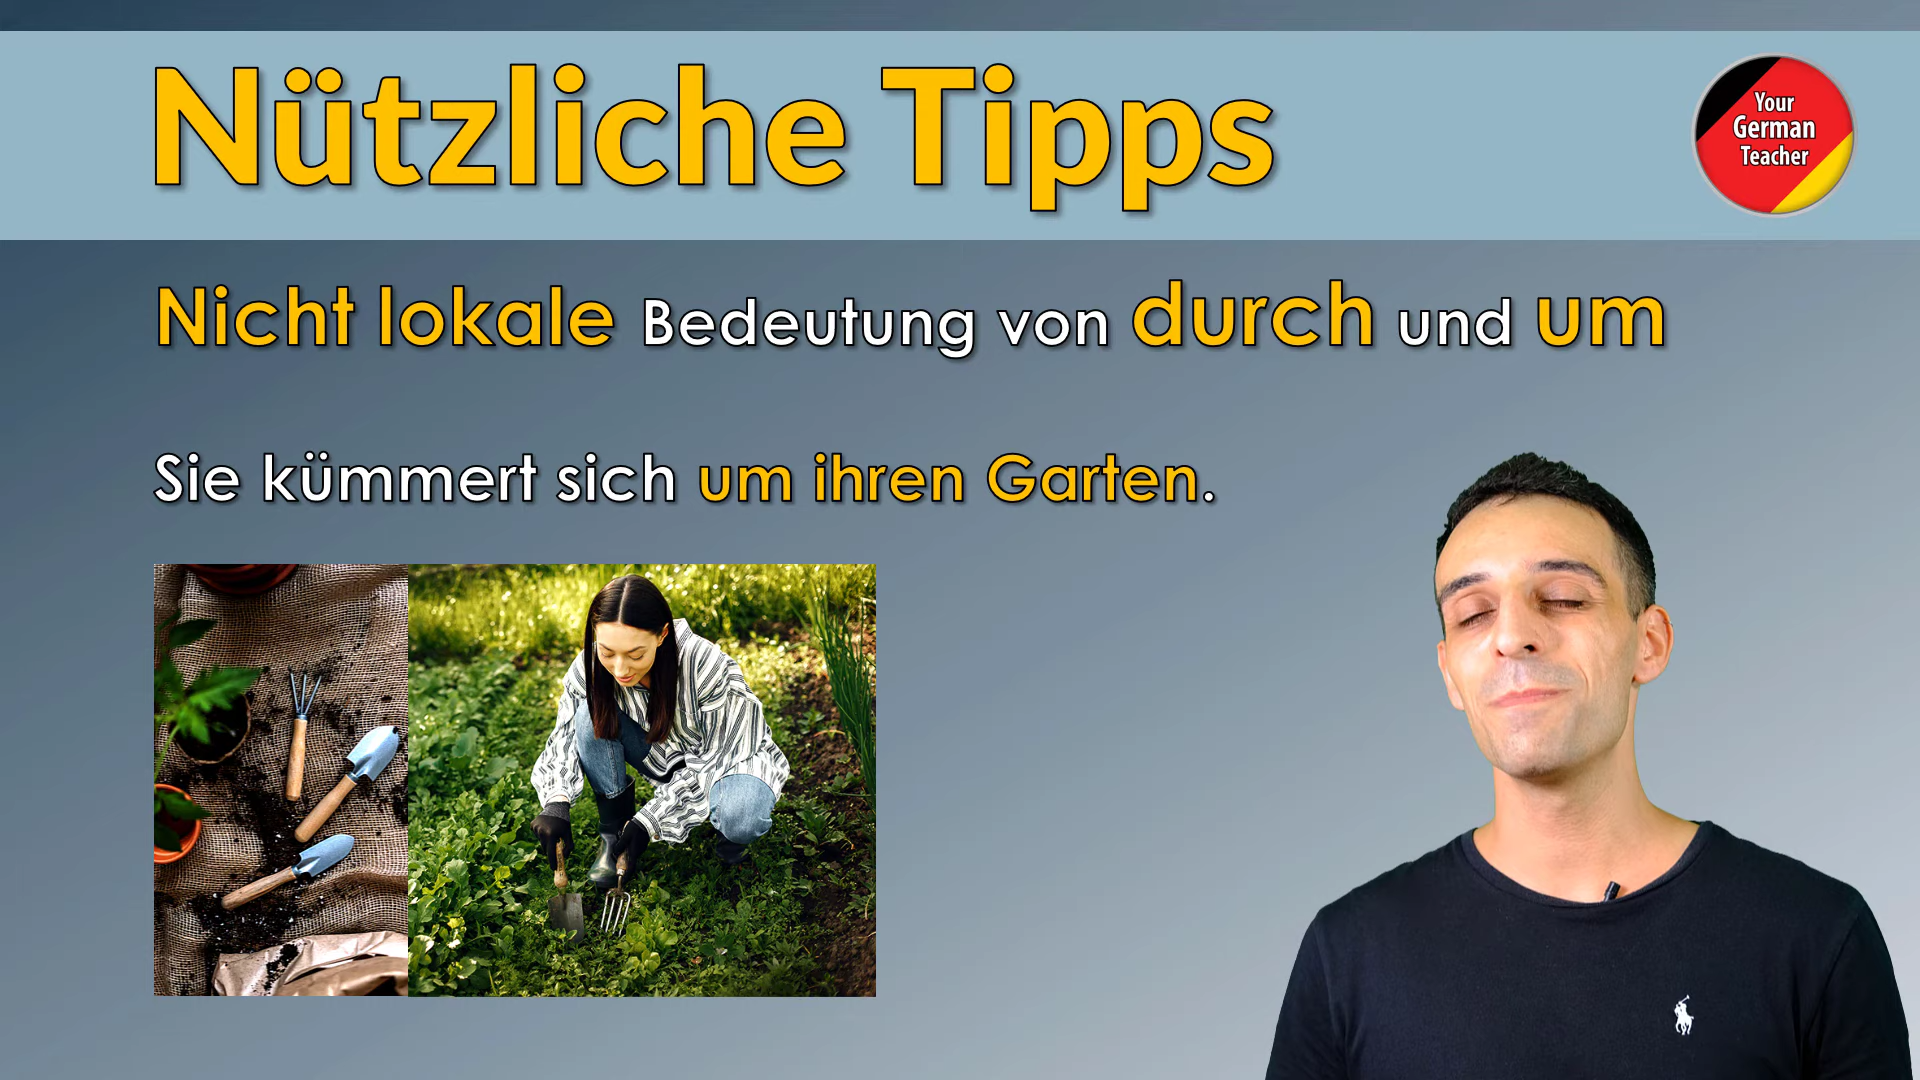 Nützliche Tipps
Your
German
Teacher
Nicht lokale Bedeutung von durch und um
Sie kümmert sich um ihren Garten.